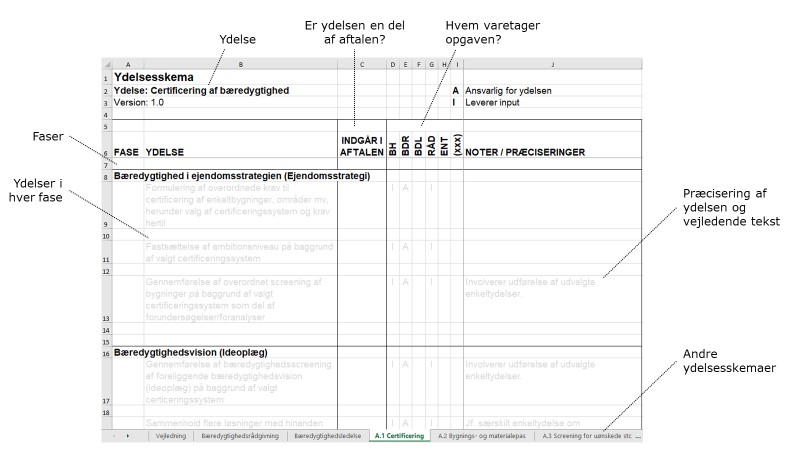 Er ydelsen en del
af aftalen?
Hvem varetager
opgaven?
Ydelse
A B C D E F G H I J
1 Ydelsesskema
2 Ydelse: Certificering af bæredygtighed A Ansvarlig for ydelsen
3 Version: 1.0 I Leverer input
4
5
Faser
6 FASE YDELSE INDGÅR I
AFTALEN BH BDR BDL RÅD ENT (xxx) NOTER / PRÆCISERINGER
7
Ydelser i
hver fase
8 Bæredygtighed i ejendomsstrategien (Ejendomsstrategi)
Formulering af overordnede krav til I A I
certificering af enkeltbygninger, områder mv,
herunder valg af certificeringssystem og krav
9 hertil
10
Fastsættelse af ambitionsniveau på baggrund I A I
11 af valgt certificeringssystem
12
Gennemførelse af overordnet screening af I A I Involverer udførelse af udvalgte
bygninger på baggrund af valgt enkeltydelser.
certificeringssystem som del af
13 forundersøgelser/foranalyser
14
15
Præcisering af
ydelsen og
vejledende tekst
16 Bæredygtighedsvision (Ideoplæg)
Gennemførelse af bæredygtighedsscreening I A I Involverer udførelse af udvalgte
af foreliggende bæredygtighedsvision enkeltydelser.
(ideoplæg) på baggrund af valgt
17 certificeringssystem
18
Sammenhold flere løsninger med hinanden I A I Jf. særskilt enkeltydelse om
Andre
ydelsesskemaer
Vejledning Bæredygtighedsrådgivning Bæredygtighedsledelse A.1 Certificering A.2 Bygnings- og materialepas A.3 Screening for uønskede stc ...